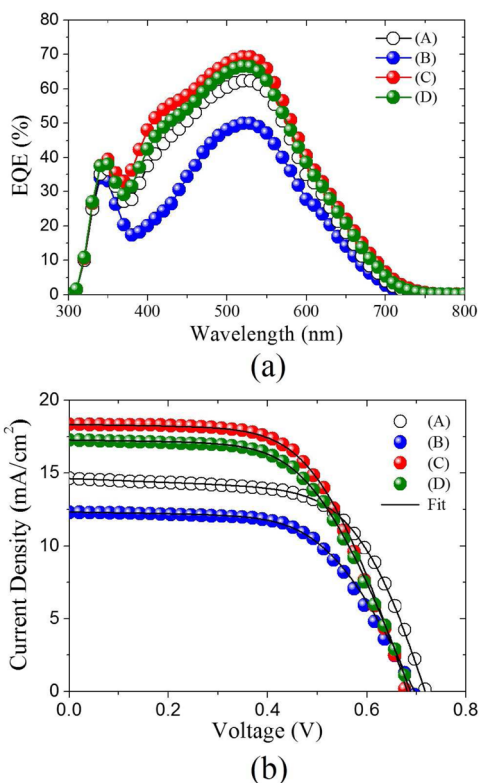 80
70
60
50
40
30
20
10
0
EQE (%)
(A)
(B)
(C)
(D)
300 400 500 600 700 800
Wavelength (nm)
(a)
20
15
10
5
0
Current Density (mA/cm²)
(A)
(B)
(C)
(D)
Fit
0.0 0.2 0.4 0.6 0.8
Voltage (V)
(b)